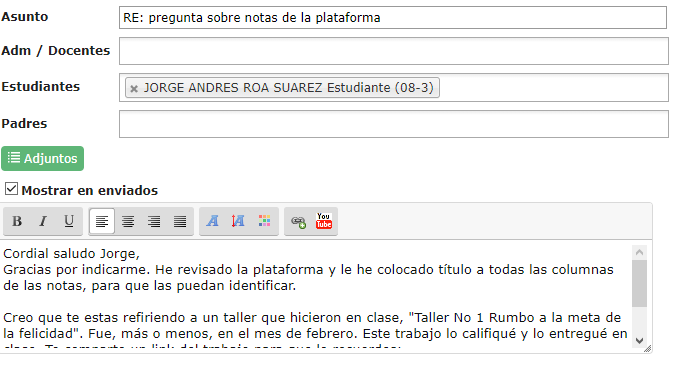 Asunto RE: pregunta sobre notas de la plataforma
Adm / Docentes
Estudiantes × JORGE ANDRES ROA SUAREZ Estudiante (08-3)
Padres
Adjuntos
Mostrar en enviados
B I U A A You Tube
Cordial saludo Jorge,
Gracias por indicarme. He revisado la plataforma y le he colocado título a todas las columnas
de las notas, para que las puedan identificar.
Creo que te estas refiriendo a un taller que hicieron en clase, "Taller No 1 Rumbo a la meta de
la felicidad". Fue, más o menos, en el mes de febrero. Este trabajo lo califiqué y lo entregué en
clase. Te comparto un link del trabajo para que lo recuerdes: